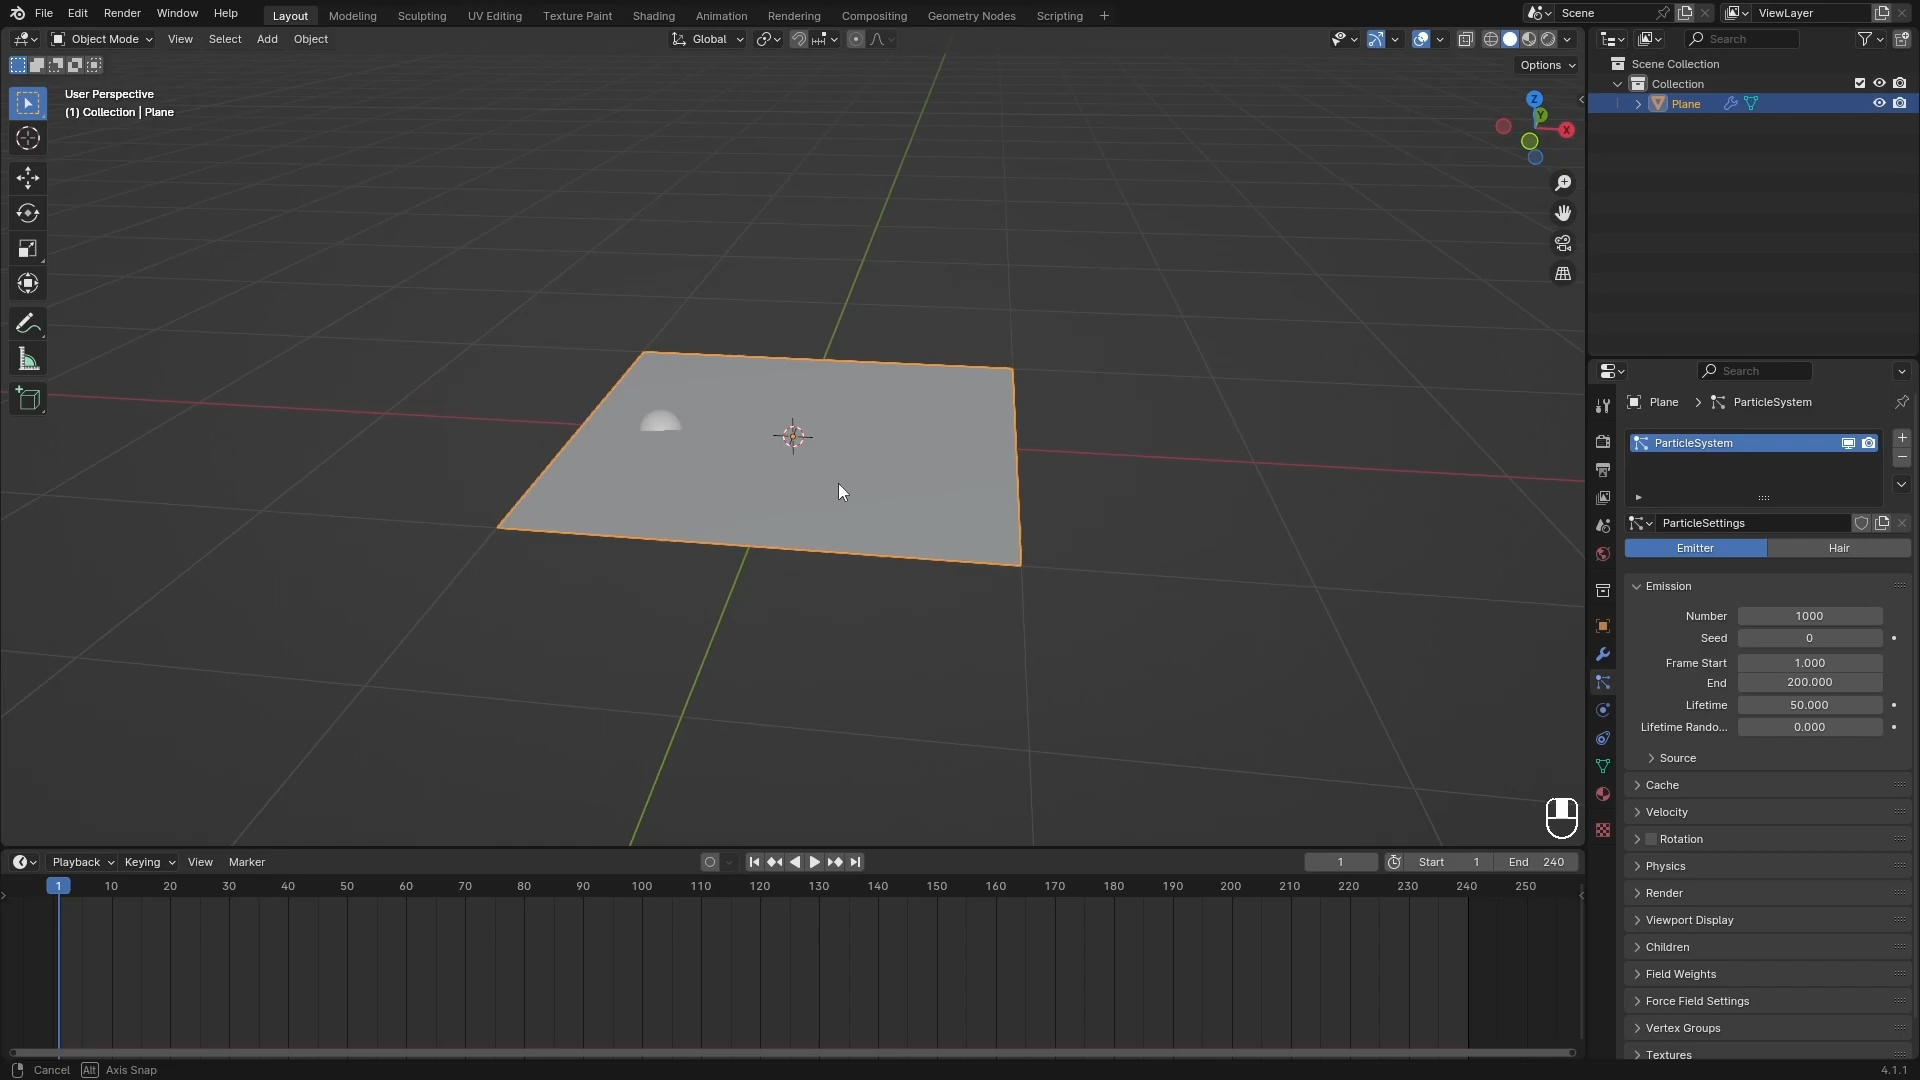 File Edit Render Window Help Layout Modeling Sculpting UV Editing Texture Paint Shading Animation Rendering Compositing Geometry Nodes Scripting + Scene ViewLayer
Object Mode View Select Add Object Global Search
Options
User Perspective
(1) Collection | Plane
Z
Y
X
Scene Collection
Collection
Plane
Search
Plane > ParticleSystem
ParticleSystem
ParticleSettings
Emitter Hair
Emission
Number 1000
Seed 0
Frame Start 1.000
End 200.000
Lifetime 50.000
Lifetime Rando... 0.000
Source
Cache
Velocity
Rotation
Physics
Render
Viewport Display
Children
Field Weights
Force Field Settings
Vertex Groups
Textures
Playback Keying View Marker 1 Start 1 End 240
1 10 20 30 40 50 60 70 80 90 100 110 120 130 140 150 160 170 180 190 200 210 220 230 240 250
Cancel Alt Axis Snap 4.1.1